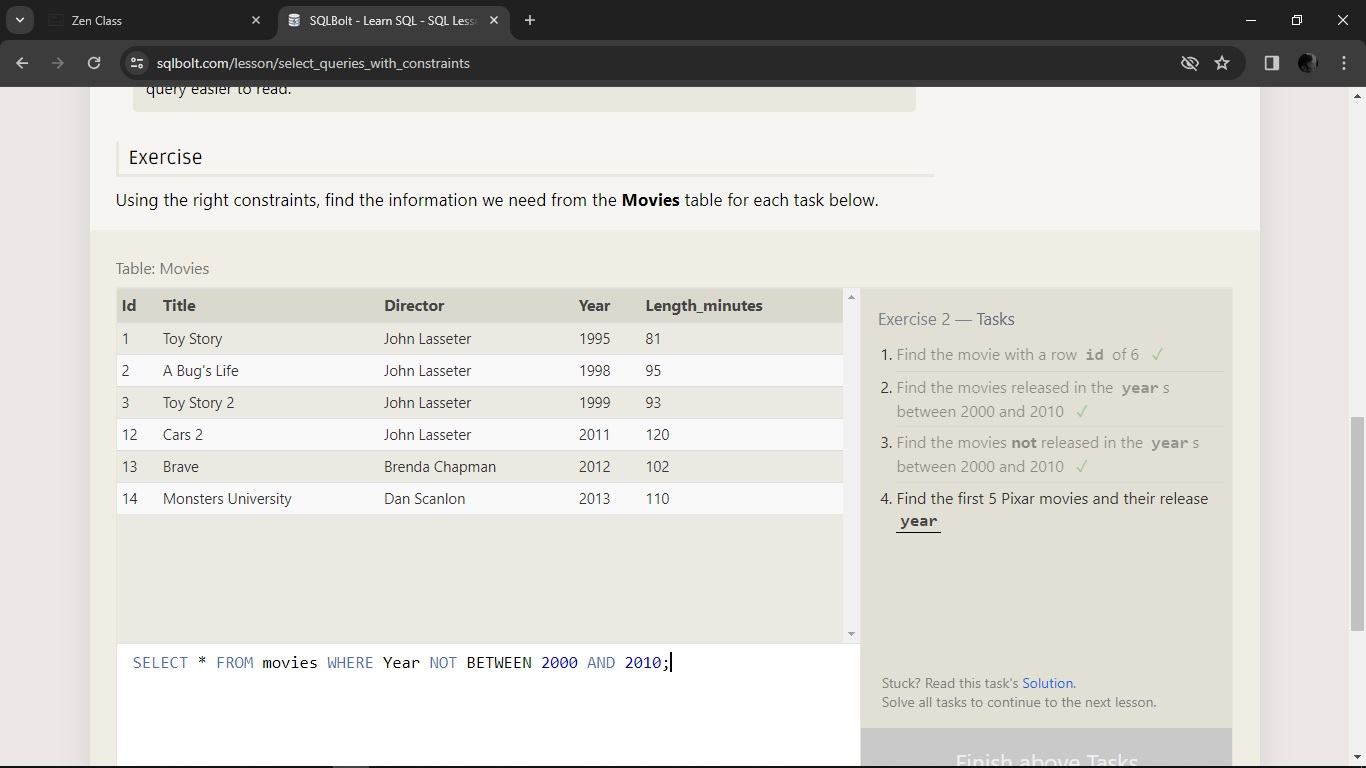 Zen Class
SQLBolt - Learn SQL - SQL Less
sqlbolt.com/lesson/select_queries_with_constraints
query easier to read.
Exercise
Using the right constraints, find the information we need from the Movies table for each task below.
Table: Movies
Id Title Director Year Length_minutes
1 Toy Story John Lasseter 1995 81
2 A Bug's Life John Lasseter 1998 95
3 Toy Story 2 John Lasseter 1999 93
12 Cars 2 John Lasseter 2011 120
13 Brave Brenda Chapman 2012 102
14 Monsters University Dan Scanlon 2013 110
SELECT * FROM movies WHERE Year NOT BETWEEN 2000 AND 2010;
Exercise 2 — Tasks
1. Find the movie with a row id of 6 ✓
2. Find the movies released in the year s
between 2000 and 2010 ✓
3. Find the movies not released in the year s
between 2000 and 2010 ✓
4. Find the first 5 Pixar movies and their release
year
Stuck? Read this task's Solution.
Solve all tasks to continue to the next lesson.
Finish above Tasks